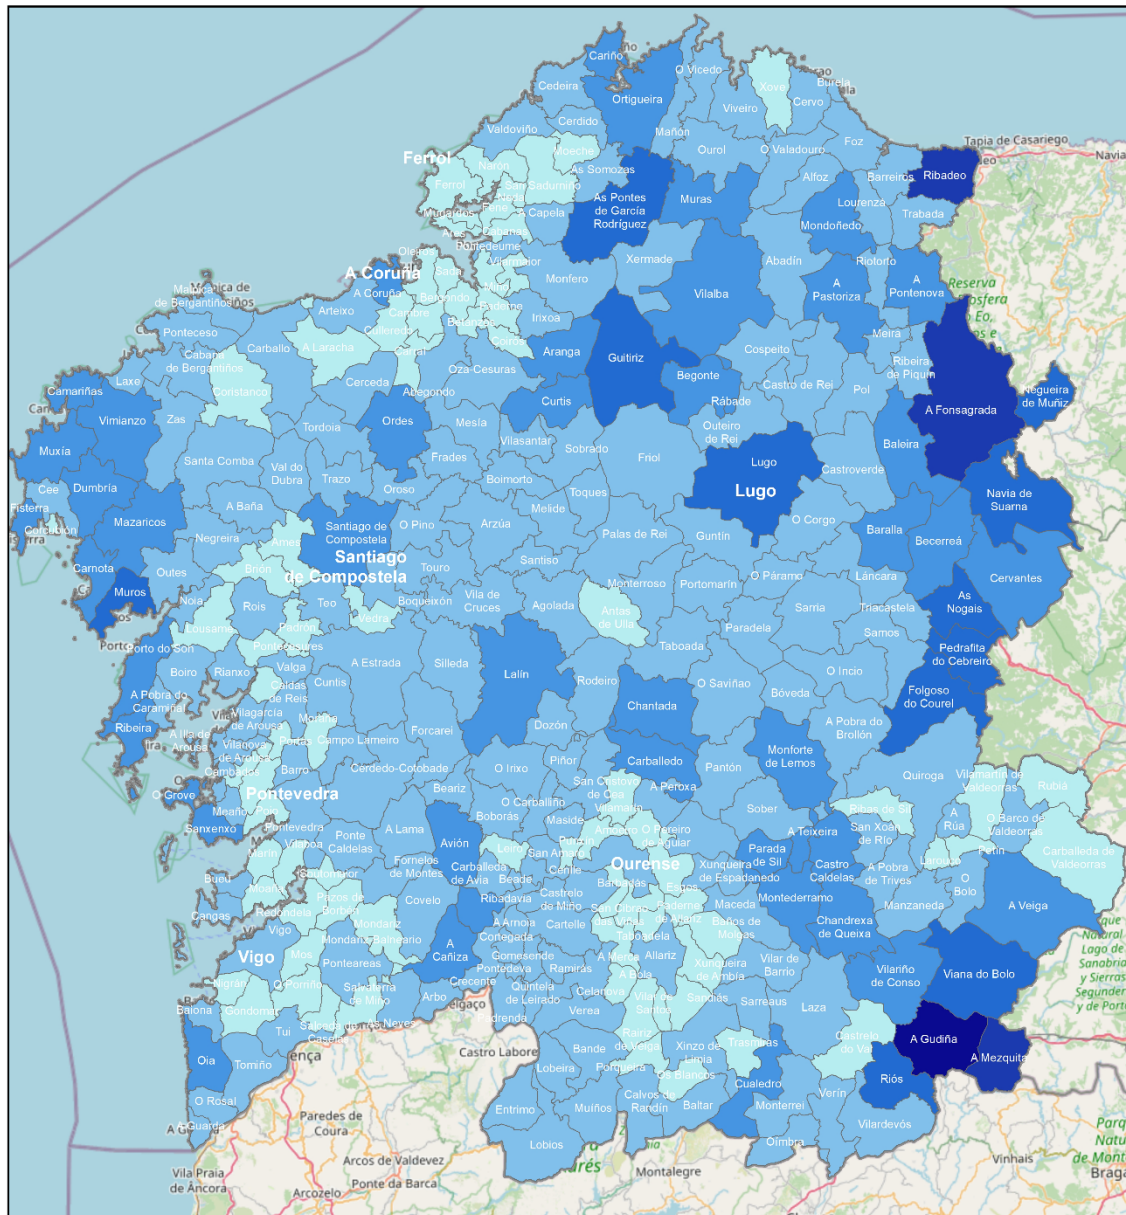 Cariño
O Vicedo
Xove
Burela
Cedeira
Ortigueira
Viveiro
Cervo
Cerdido
Mañón
Valdoviño
Tapia de Casariego
Navia
Ourol
O Valadouro
Foz
Ferrol
Narón
Moeche
As Somozas
Alfoz
Barreiros
Ribadeo
Ferrol
San Sadurniño
Neda
Fene
Mugardos
A Capela
As Pontes
de García
Rodríguez
Muras
Lourenzá
Mondoñedo
Trabada
Ares
Cabanas
Pontedeume
Oleiros
Vilarmaior
Xermade
Abadín
Riotorto
A Coruña
Sada
Monfero
Miño
Vilalba
A
Pastoriza
A
Pontenova
Reserva
Malpica
de Bergantiños
A Coruña
Arteixo
Bergondo
Cambre
Paderne
Irixoa
Ponteceso
Culleredo
Betanzos
Meira
Cabana
de Bergantiños
Carballo
A Laracha
Carral
Coirós
Aranga
Guitiriz
Cospeito
Ribeira
de Piquín
Laxe
Cerceda
Abegondo
Oza-Cesuras
Begonte
Castro de Rei
Pol
Negueira
de Muñiz
Camariñas
Coristanco
Curtis
Rábade
A Fonsagrada
Vimianzo
Zas
Tordoia
Ordes
Mesía
Vilasantar
Outeiro
de Rei
Baleira
Muxía
Santa Comba
Val do
Dubra
Trazo
Frades
Sobrado
Friol
Lugo
Castroverde
Cee
Dumbría
Oroso
Boimorto
Toques
Lugo
Navia de
Suarna
Fisterra
A Baña
Melide
Corcubión
Mazaricos
Santiago de
Compostela
O Pino
Arzúa
O Corgo
Baralla
Negreira
Ames
Palas de Rei
Guntín
Becerreá
Carnota
Outes
Brión
Santiago
de Compostela
Touro
Santiso
Cervantes
Muros
Monterroso
Portomarín
O Páramo
Láncara
Noia
Rois
Teo
Boqueixón
Vila de
Cruces
Agolada
Antas
de Ulla
Sarria
Triacastela
As
Nogais
Lousame
Padrón
Vedra
Paradela
Samos
Porto do Son
Pontecesures
Taboada
Pedrafita
do Cebreiro
Boiro
Rianxo
Valga
A Estrada
Silleda
Lalín
Rodeiro
O Saviñao
O Incio
A Pobra do
Caramiñal
Caldas
de Reis
Cuntis
Bóveda
Folgoso
do Courel
Ribeira
Vilagarcía
de Arousa
Moraña
Chantada
A Illa de
Arousa
Forcarei
Dozón
A Pobra do
Brollón
Vilanova
de Arousa
Portas
Campo Lameiro
Monforte
de Lemos
Cambados
Barro
Cerdedo-Cotobade
O Irixo
Piñor
Carballedo
Pantón
Quiroga
Vilamartín de
Valdeorras
Rubiá
O Grove
Pontevedra
Beariz
San Cristovo
de Cea
A Peroxa
Meaño
Poio
O Carballiño
Vilamarín
Sober
Ribas de Sil
A
Rúa
O Barco de
Valdeorras
Sanxenxo
Pontevedra
Vilaboa
Ponte
Caldelas
A Lama
Avión
Boborás
Maside
Amoeiro
O Pereiro
de Aguiar
A Teixeira
San Xoán
de Río
Marín
Leiro
Punxín
San Amaro
Parada
de Sil
Petín
Carballeda de
Valdeorras
Soutomaior
Fornelos
de Montes
Carballeda
de Avia
Cenlle
Ourense
Xunqueira de
Espadanedo
Castro
Caldelas
A Pobra
de Trives
Larouco
Bueu
Moaña
Pazos de
Borbén
Beade
Barbadás
Esgos
O
Bolo
Covelo
Ribadavia
Castrelo
de Miño
Paderne
de Allariz
Maceda
Montederramo
Manzaneda
A Veiga
Cangas
Redondela
Mondariz
A Arnoia
San Cibrao
das Viñas
Baños de
Molgas
Chandrexa
de Queixa
Vigo
Mondariz
Balneario
Cortegada
Cartelle
Taboadela
Vigo
Mos
Ponteareas
A
Cañiza
Gomesende
A Merca
Allariz
Pontedeva
Ramirás
Xunqueira
de Ambía
Vilar de
Barrio
Vilariño
de Conso
Viana do Bolo
Nigrán
O Porriño
Salvaterra
de Miño
Crecente
Quintela
de Leirado
Celanova
A Bola
Baiona
Gondomar
Arbo
Padrenda
Verea
Vilar de
Santos
Sandiás
Sarreaus
Laza
As Neves
Tui
Castro Labore
Rairiz
de Veiga
Xinzo de
Limia
Trasmiras
Castrelo
do Val
A Gudiña
Oia
Tomiño
Bande
Lobeira
Porqueira
Os Blancos
Cualedro
Riós
A Mezquita
O Rosal
Entrimo
Muíños
Calvos de
Randín
Baltar
Monterrei
Verín
Vilardevós
A Guarda
Paredes de
Coura
Lobios
Oímbra
Vila Praia
de Âncora
Arcos de Valdevez
Ponte da Barca
Montalegre
Vinhais
Arcozelo
Braga